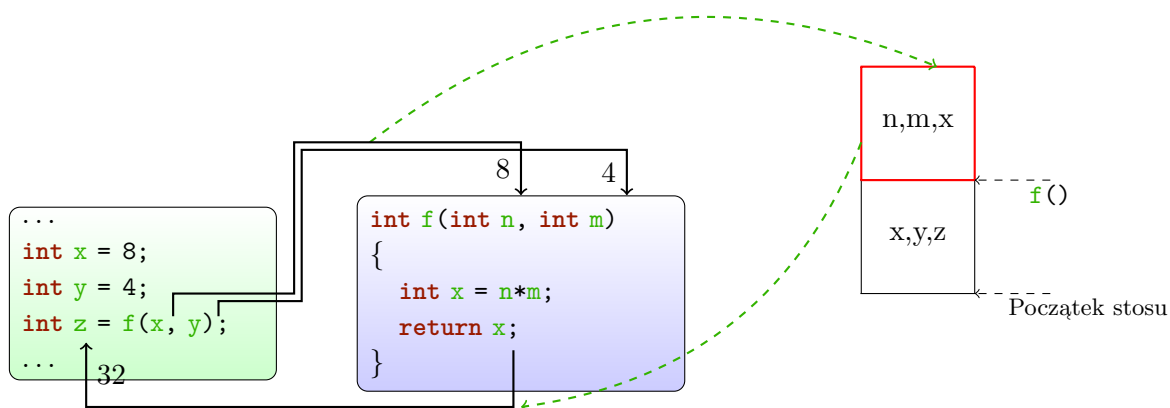 ...
int x = 8;
int y = 4;
int z = f(x, y);
...
32
8
4
int f(int n, int m)
{
int x = n*m;
return x;
}
n,m,x
f()
x,y,z
Początek stosu